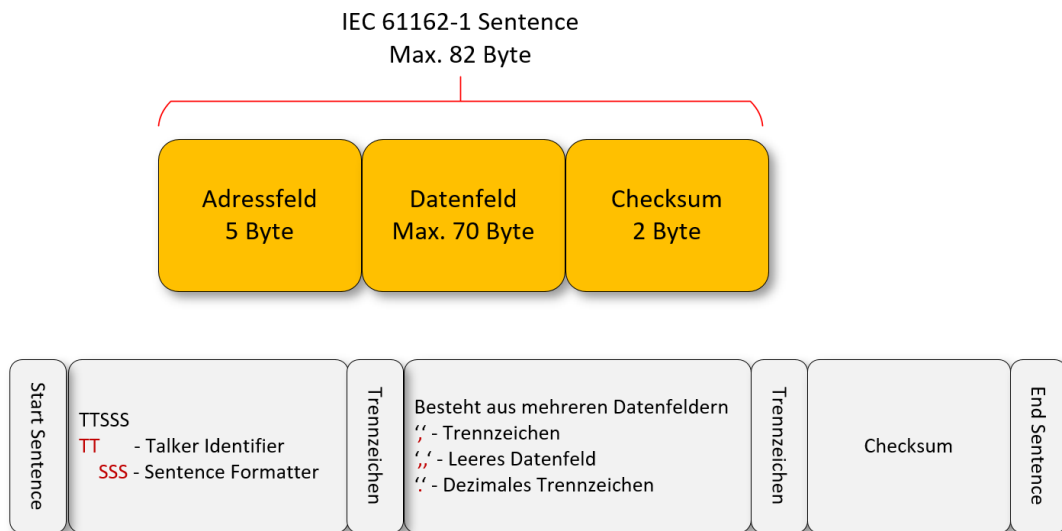 IEC 61162-1 Sentence
Max. 82 Byte
Adressfeld
5 Byte
Datenfeld
Max. 70 Byte
Checksum
2 Byte
Start Sentence
TTSSS
TT - Talker Identifier
SSS - Sentence Formatter
Trennzeichen
Besteht aus mehreren Datenfeldern
‘,‘ - Trennzeichen
‘,,‘ - Leeres Datenfeld
‘.‘ - Dezimales Trennzeichen
Trennzeichen
Checksum
End Sentence